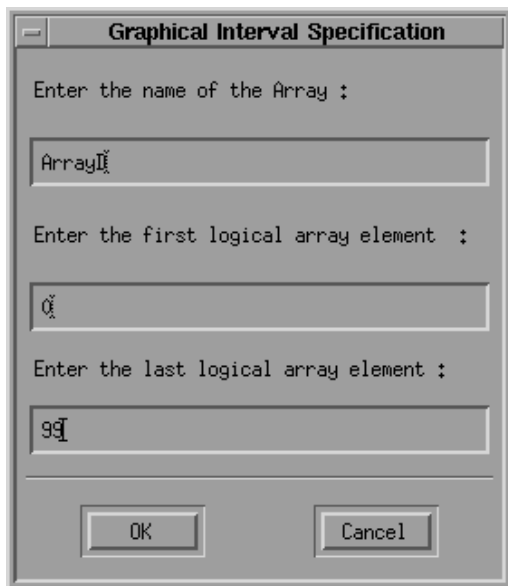 Graphical Interval Specification
Enter the name of the Array :
ArrayD
Enter the first logical array element :
0
Enter the last logical array element :
99
OK
Cancel